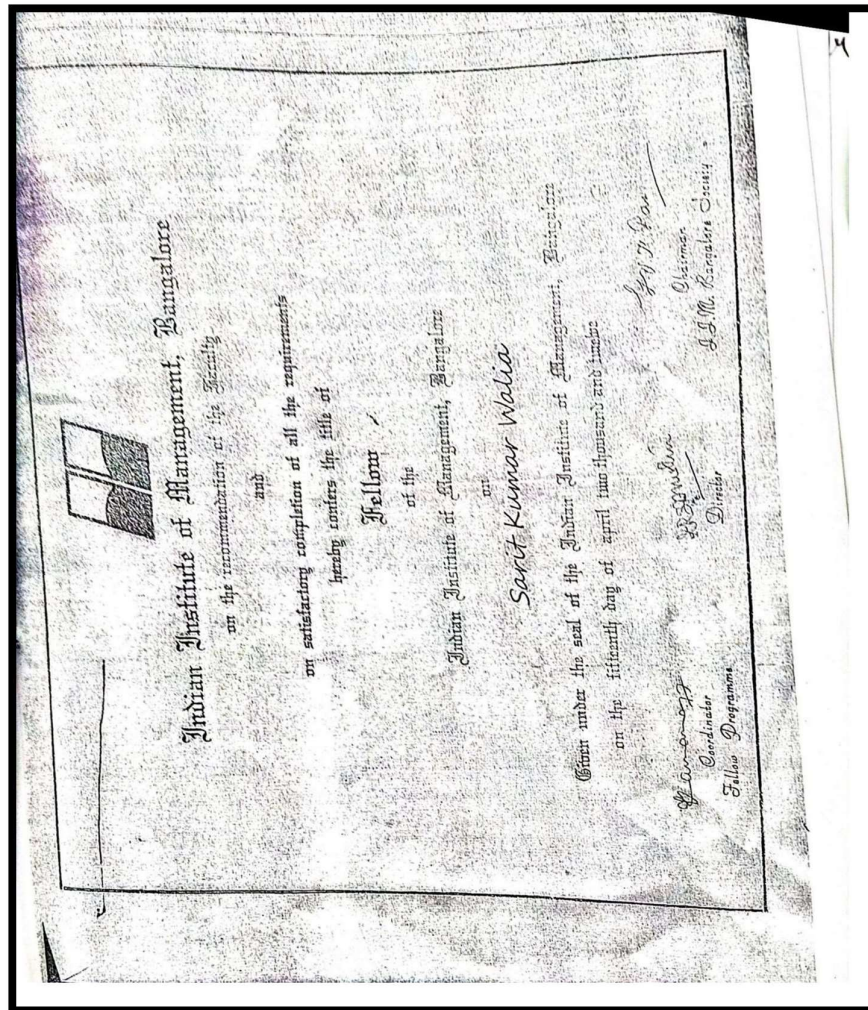 Indian Institute of Management, Bangalore
on the recommendation of the Faculty
and
on satisfactory completion of all the requirements
hereby confers the title of
Fellow
of the
Indian Institute of Management, Bangalore
on
Sarit Kumar Walia
Given under the seal of the Indian Institute of Management, Bangalore
on the fifteenth day of april two thousand and twelve
Coordinator
Fellow Programme
Director
Chairman
I.I.M. Bangalore Society